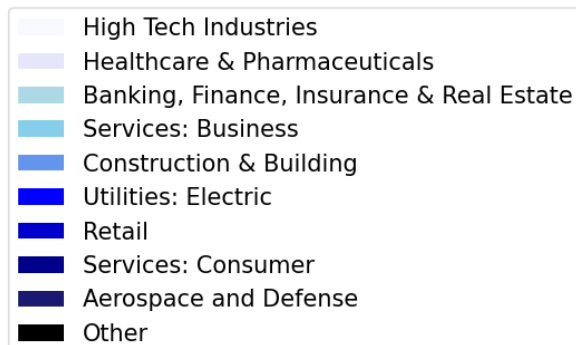 High Tech Industries
Healthcare & Pharmaceuticals
Banking, Finance, Insurance & Real Estate
Services: Business
Construction & Building
Utilities: Electric
Retail
Services: Consumer
Aerospace and Defense
Other